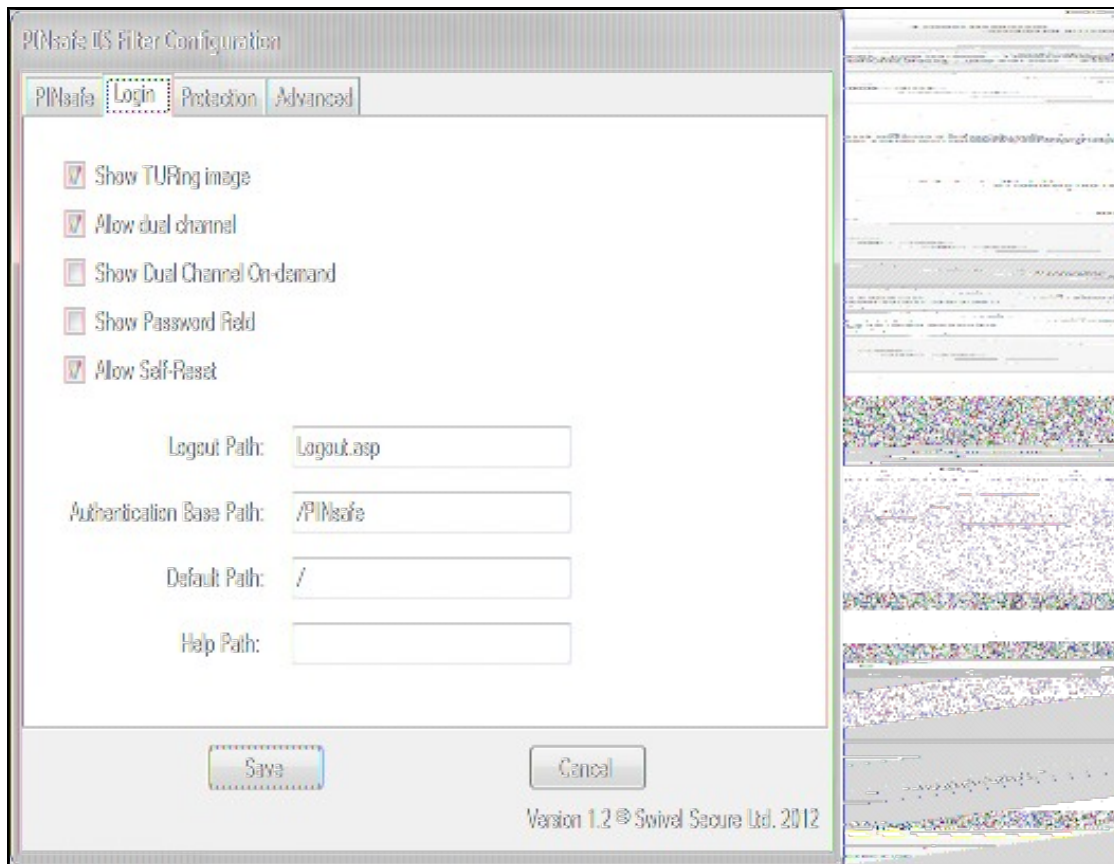 PINsafe IIS Filter Configuration
PINsafe Login Protection Advanced
Show TURing image
Allow dual channel
Show Dual Channel On-demand
Show Password Field
Allow Self-Reset
Logout Path: Logout.asp
Authentication Base Path: /PINsafe
Default Path: /
Help Path:
Save Cancel
Version 1.2 © Swivel Secure Ltd. 2012